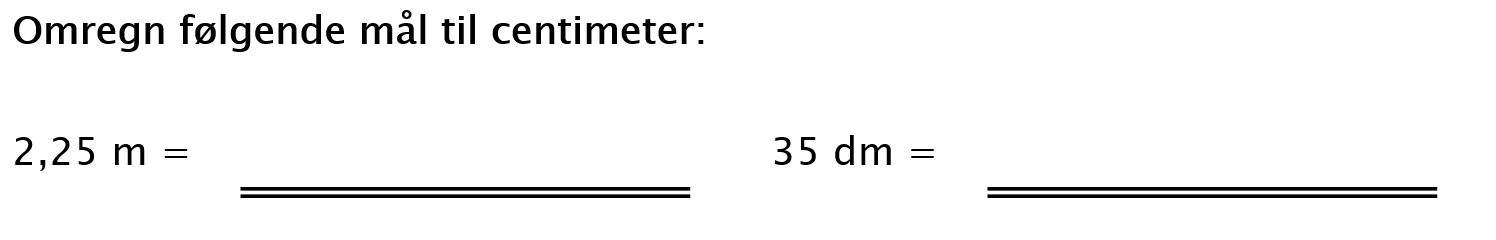 Omregn følgende mål til centimeter:
2,25 m = 35 dm =